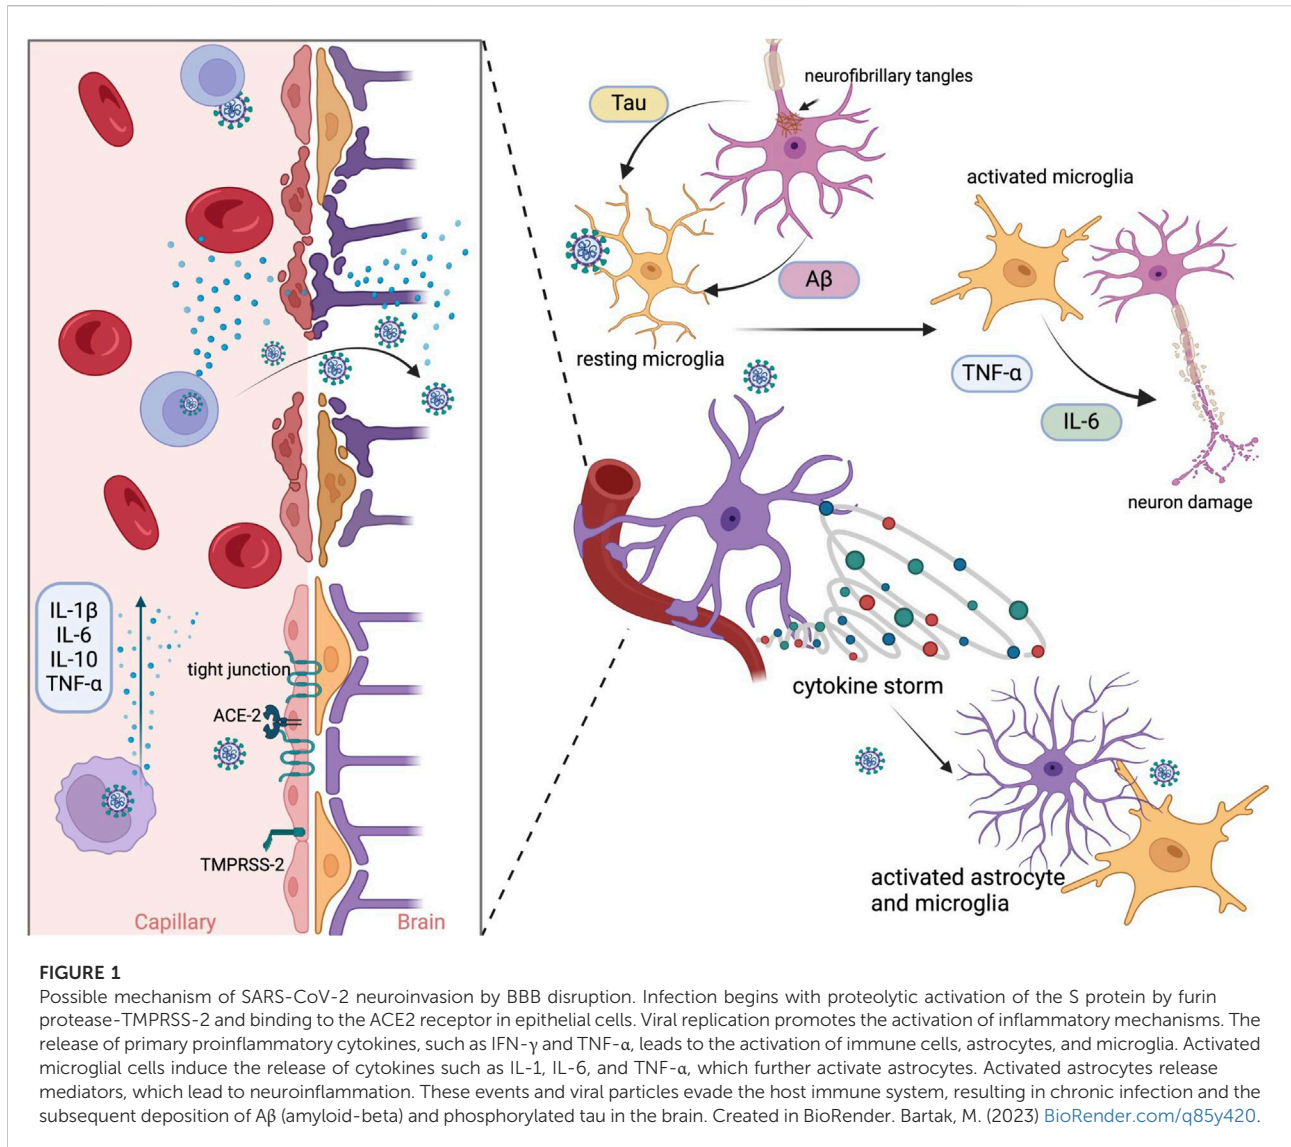 neurofibrillary tangles
Tau
activated microglia
Aβ
resting microglia
TNF-α
IL-6
neuron damage
IL-1β
IL-6
IL-10
TNF-α
tight junction
ACE-2
TMPRSS-2
Capillary
Brain
cytokine storm
activated astrocyte
and microglia
FIGURE 1
Possible mechanism of SARS-CoV-2 neuroinvasion by BBB disruption. Infection begins with proteolytic activation of the S protein by furin
protease-TMPRSS-2 and binding to the ACE2 receptor in epithelial cells. Viral replication promotes the activation of inflammatory mechanisms. The
release of primary proinflammatory cytokines, such as IFN-γ and TNF-α, leads to the activation of immune cells, astrocytes, and microglia. Activated
microglial cells induce the release of cytokines such as IL-1, IL-6, and TNF-α, which further activate astrocytes. Activated astrocytes release
mediators, which lead to neuroinflammation. These events and viral particles evade the host immune system, resulting in chronic infection and the
subsequent deposition of Aβ (amyloid-beta) and phosphorylated tau in the brain. Created in BioRender. Bartak, M. (2023) BioRender.com/q85y420.